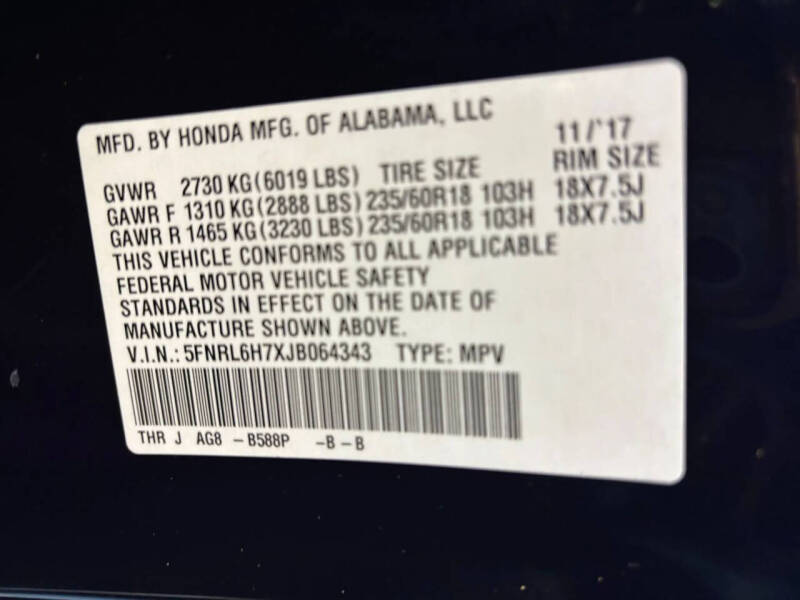 MFD. BY HONDA MFG. OF ALABAMA, LLC 11/'17
GVWR 2730 KG(6019 LBS) TIRE SIZE RIM SIZE
GAWR F 1310 KG(2888 LBS) 235/60R18 103H 18X7.5J
GAWR R 1465 KG(3230 LBS) 235/60R18 103H 18X7.5J
THIS VEHICLE CONFORMS TO ALL APPLICABLE
FEDERAL MOTOR VEHICLE SAFETY
STANDARDS IN EFFECT ON THE DATE OF
MANUFACTURE SHOWN ABOVE.
V.I.N.: 5FNRL6H7XJB064343 TYPE: MPV
THR J AG8 - B588P - B - B